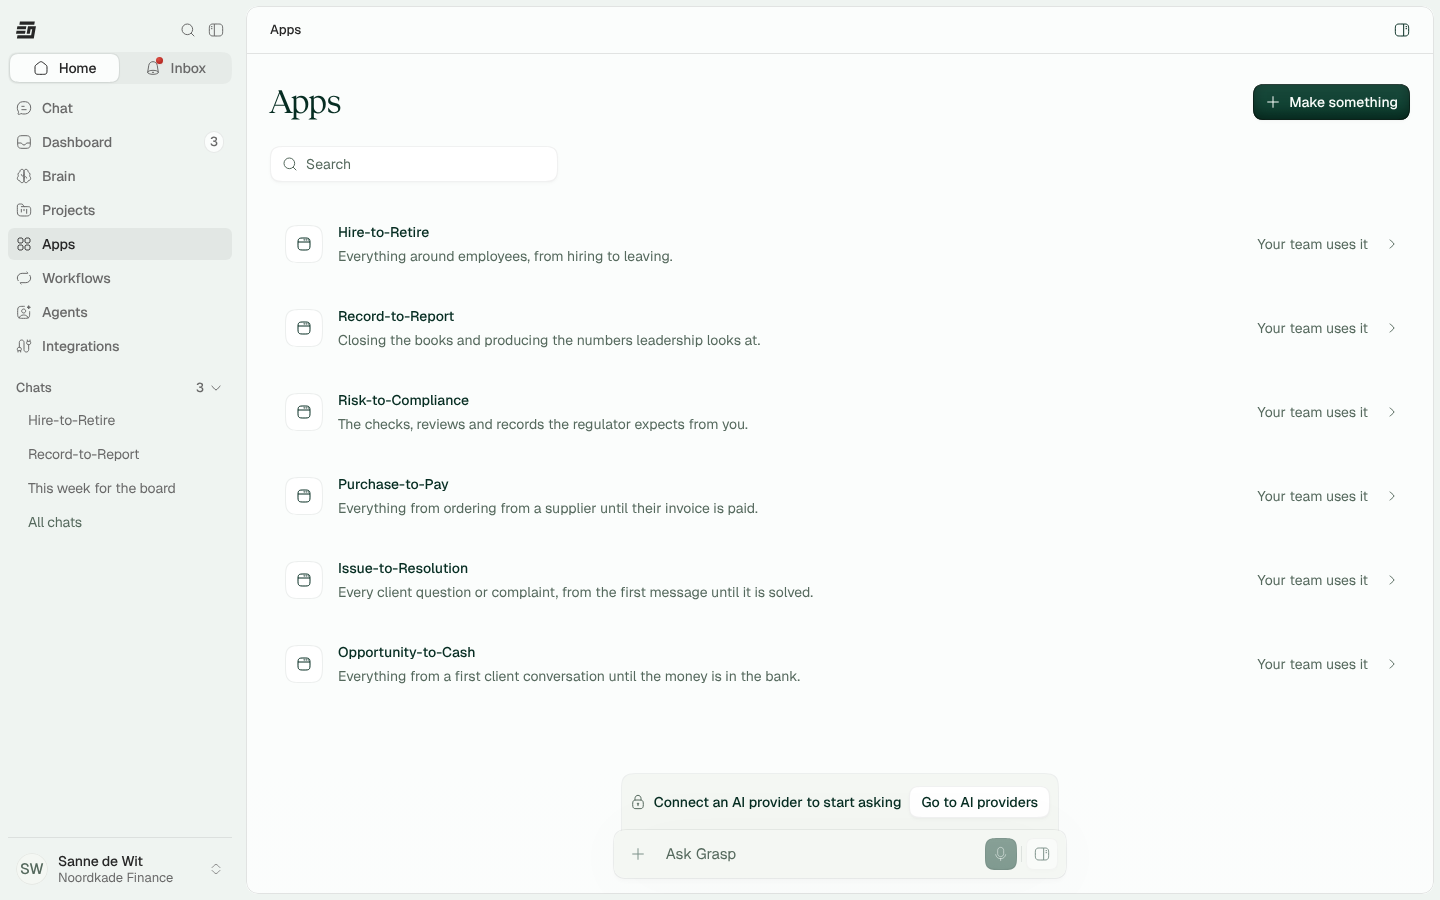 Home
Inbox
Chat
Dashboard
3
Brain
Projects
Apps
Workflows
Agents
Integrations
Chats
3
Hire-to-Retire
Record-to-Report
This week for the board
All chats
SW
Sanne de Wit
Noordkade Finance
Apps
Apps
Make something
Search
Hire-to-Retire
Everything around employees, from hiring to leaving.
Your team uses it
Record-to-Report
Closing the books and producing the numbers leadership looks at.
Your team uses it
Risk-to-Compliance
The checks, reviews and records the regulator expects from you.
Your team uses it
Purchase-to-Pay
Everything from ordering from a supplier until their invoice is paid.
Your team uses it
Issue-to-Resolution
Every client question or complaint, from the first message until it is solved.
Your team uses it
Opportunity-to-Cash
Everything from a first client conversation until the money is in the bank.
Your team uses it
Connect an AI provider to start asking
Go to AI providers
Ask Grasp